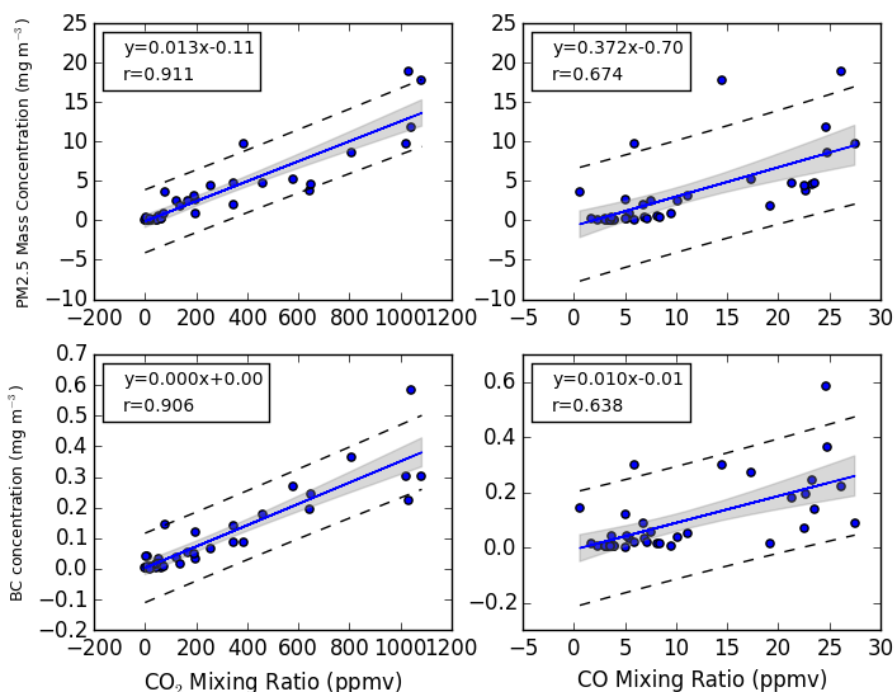 PM2.5 Mass Concentration (mg m⁻³)
25
20
15
10
5
0
−5
−10
y=0.013x-0.11
r=0.911
−200 0 200 400 600 800 1000 1200
25
20
15
10
5
0
−5
−10
y=0.372x-0.70
r=0.674
−5 0 5 10 15 20 25 30
BC concentration (mg m⁻³)
0.7
0.6
0.5
0.4
0.3
0.2
0.1
0.0
−0.1
−0.2
y=0.000x+0.00
r=0.906
−200 0 200 400 600 800 1000 1200
CO₂ Mixing Ratio (ppmv)
0.6
0.4
0.2
0.0
−0.2
y=0.010x-0.01
r=0.638
−5 0 5 10 15 20 25 30
CO Mixing Ratio (ppmv)